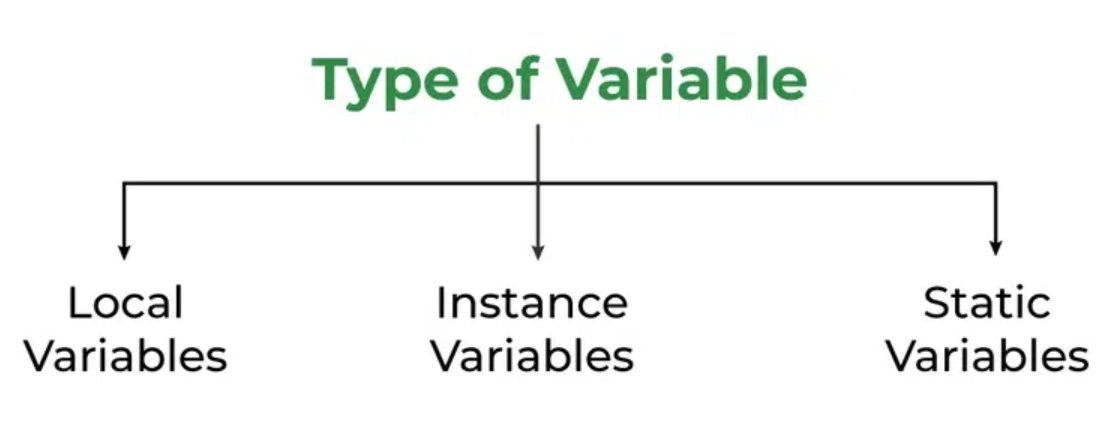 Type of Variable
Local
Variables
Instance
Variables
Static
Variables